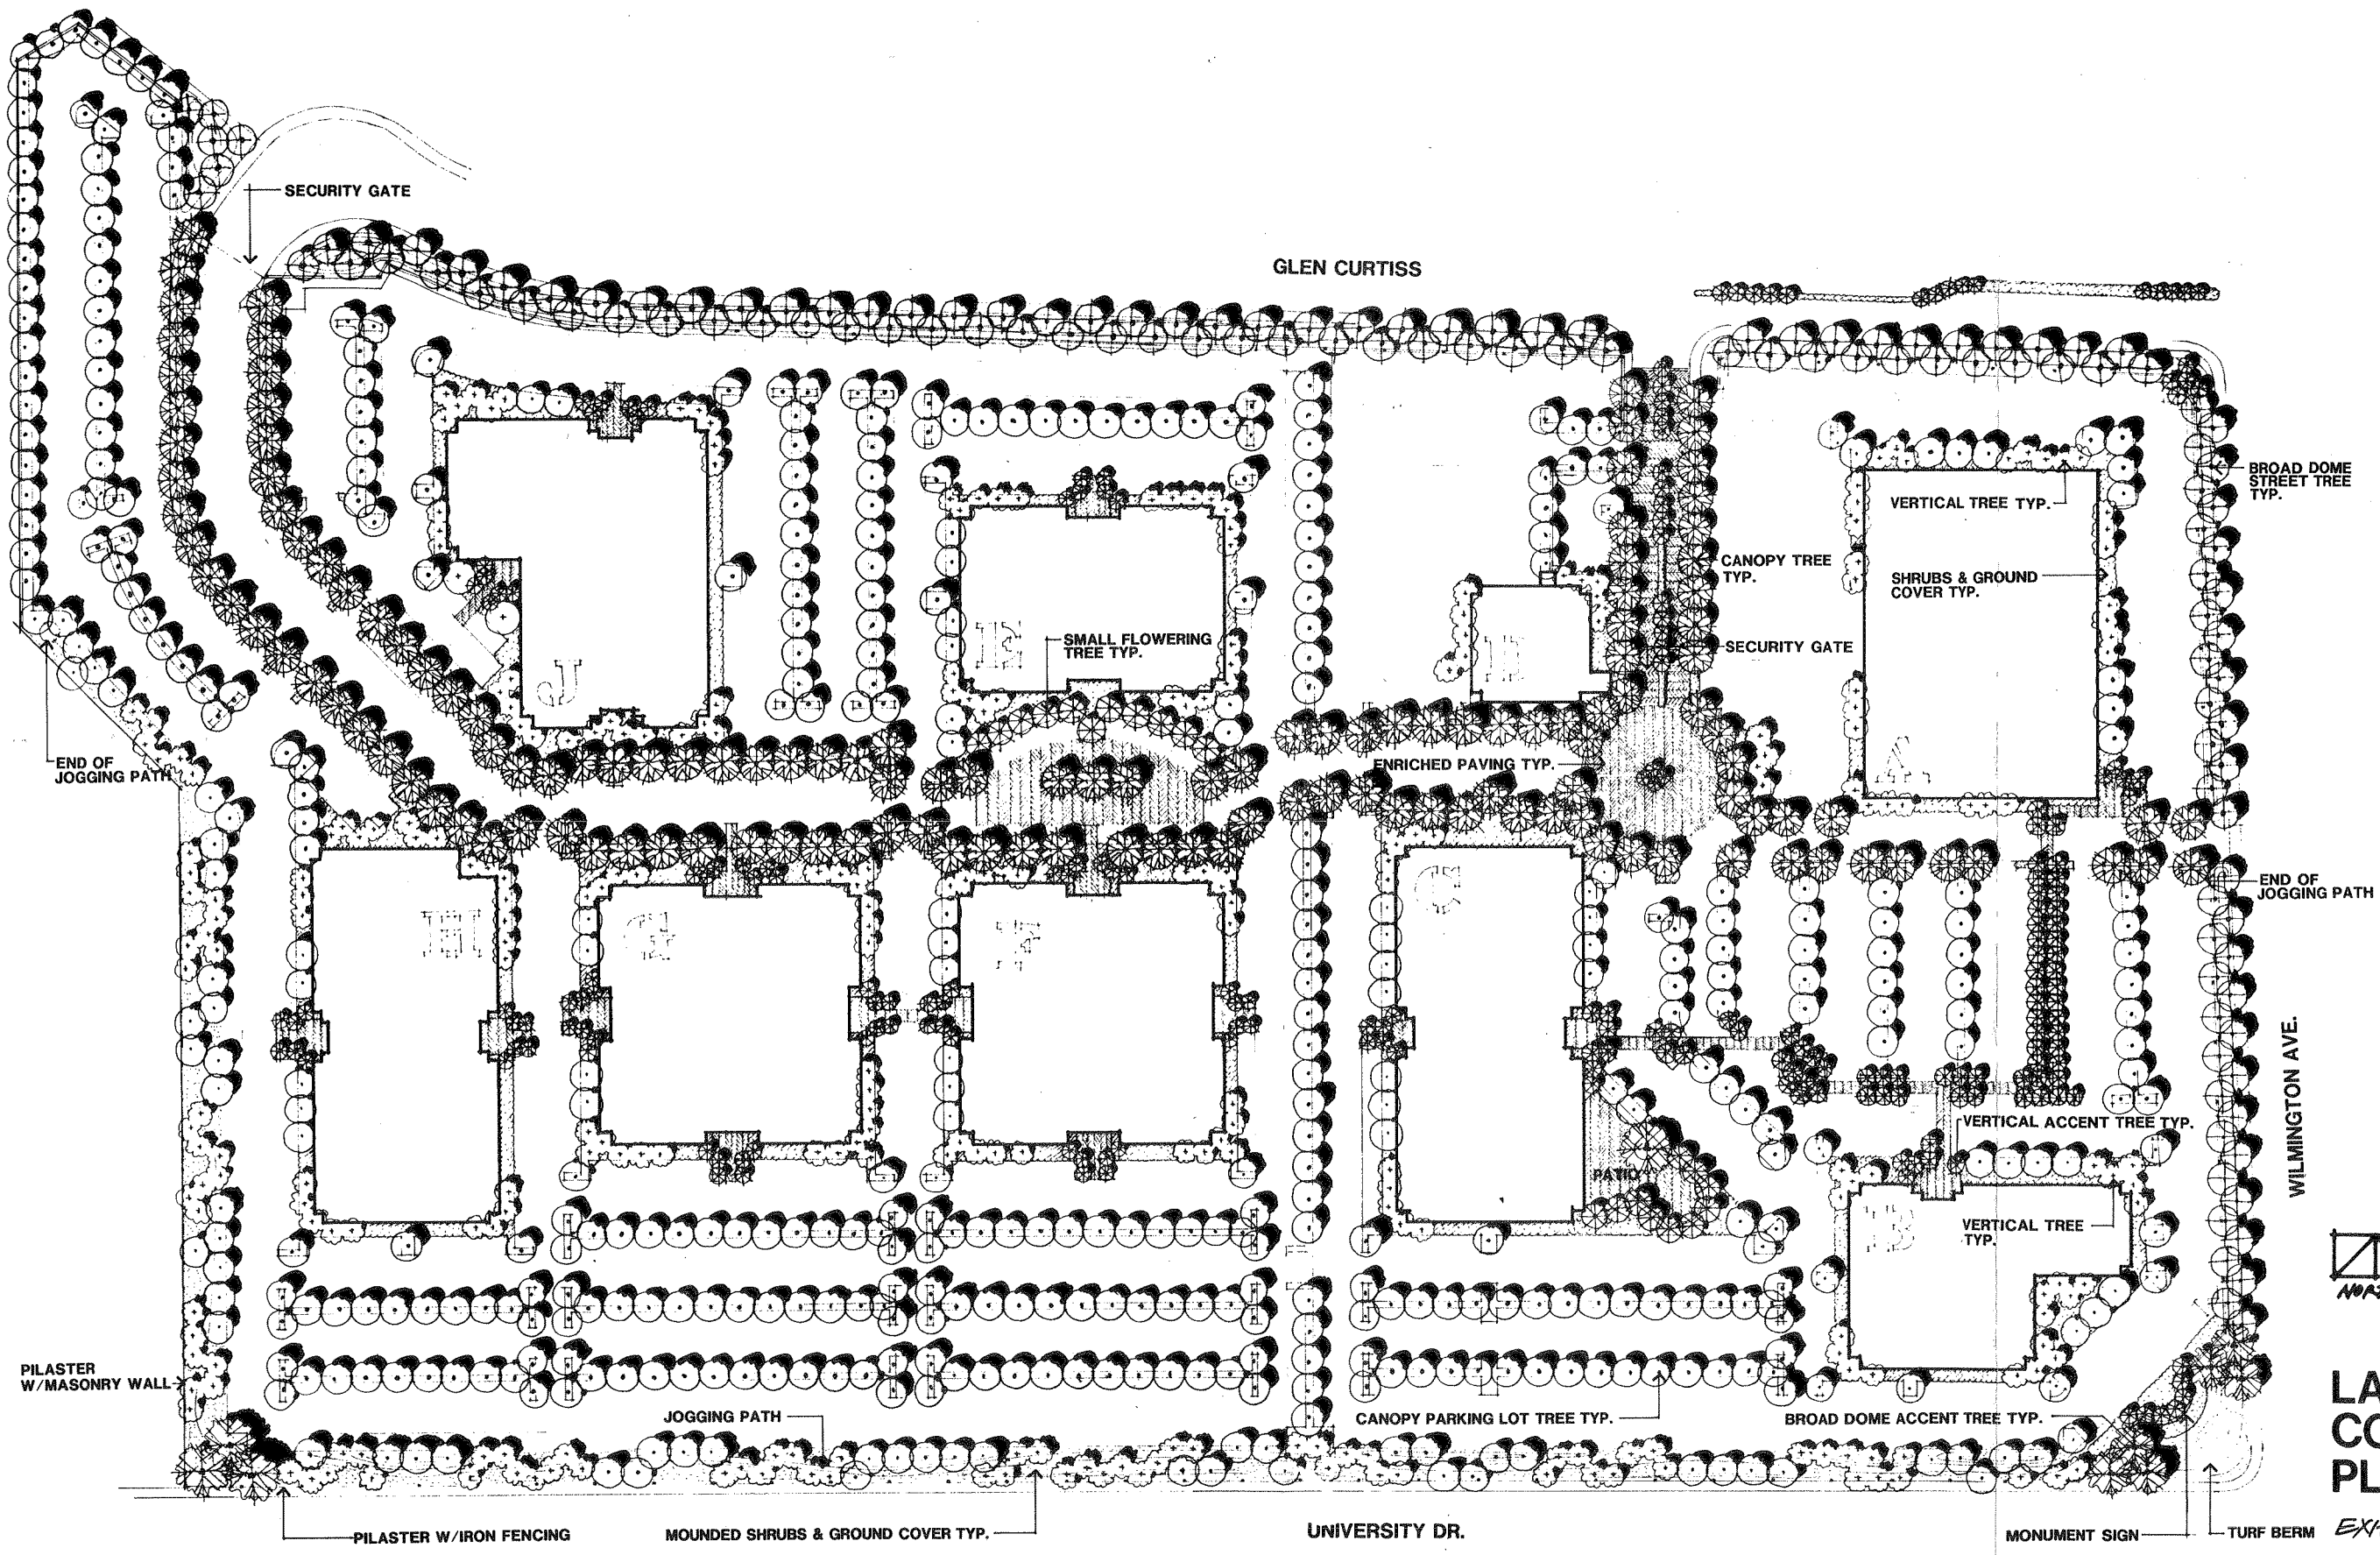 SECURITY GATE
GLEN CURTISS
BROAD DOME
STREET TREE
TYP.
VERTICAL TREE TYP.
CANOPY TREE
TYP.
SHRUBS & GROUND
COVER TYP.
E
SMALL FLOWERING
TREE TYP.
SECURITY GATE
J
END OF
JOGGING PATH
ENRICHED PAVING TYP.
A
END OF
JOGGING PATH
H
G
F
C
WILMINGTON AVE.
VERTICAL ACCENT TREE TYP.
PATIO
B
VERTICAL TREE
TYP.
PILASTER
W/MASONRY WALL
JOGGING PATH
CANOPY PARKING LOT TREE TYP.
BROAD DOME ACCENT TREE TYP.
LA
CO
PL
PILASTER W/IRON FENCING
MOUNDED SHRUBS & GROUND COVER TYP.
UNIVERSITY DR.
MONUMENT SIGN
TURF BERM